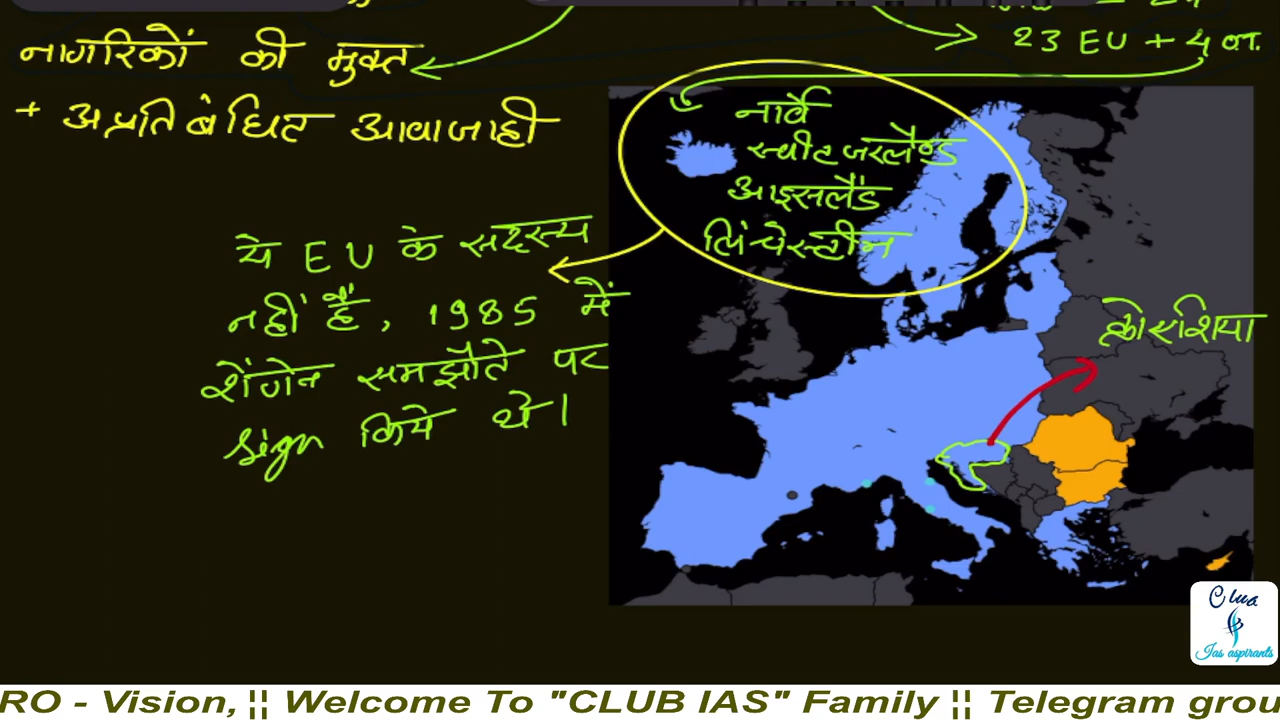 23 EU + 4 अ.
नागरिकों की मुक्त
+ अप्रतिबंधित आवाजाही
नार्वे
स्वीटजरलैण्ड
आइसलैंड
लिंचेस्टीन
ये EU के सदस्य
नहीं हैं, 1985 में
शेंगेन समझौते पर
sign किये थे।
क्रोएशिया
Club
Ias aspirants
RO - Vision, ¦¦ Welcome To "CLUB IAS" Family ¦¦ Telegram grou